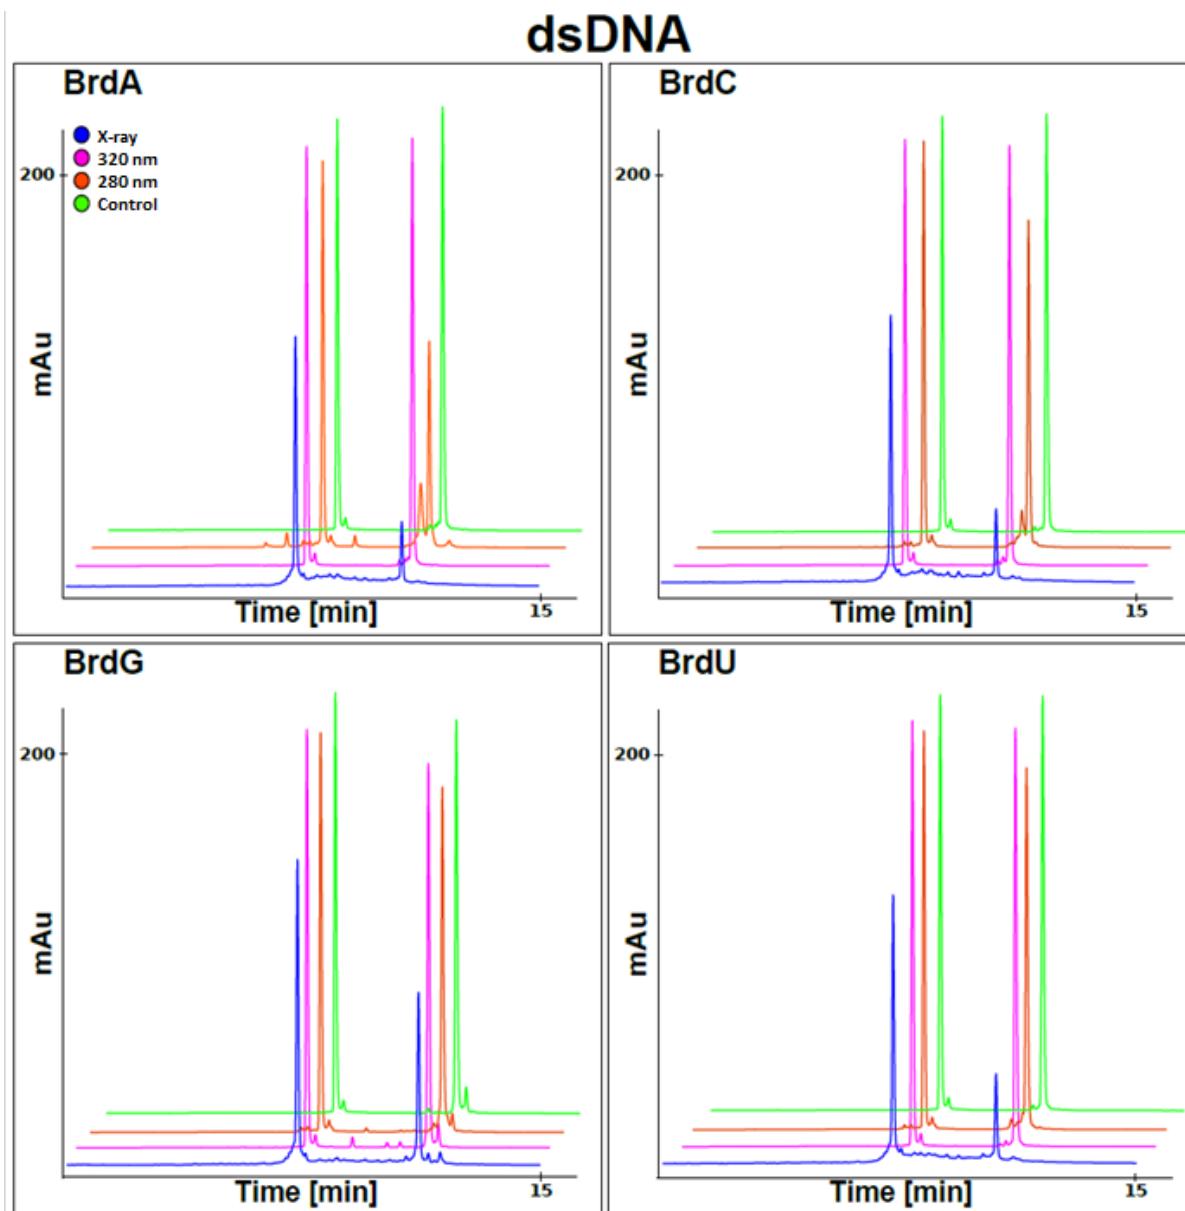 dsDNA
BrdA
X-ray
320 nm
280 nm
Control
200
mAu
Time [min]
15
BrdC
200
mAu
Time [min]
15
BrdG
200
mAu
Time [min]
15
BrdU
200
mAu
Time [min]
15